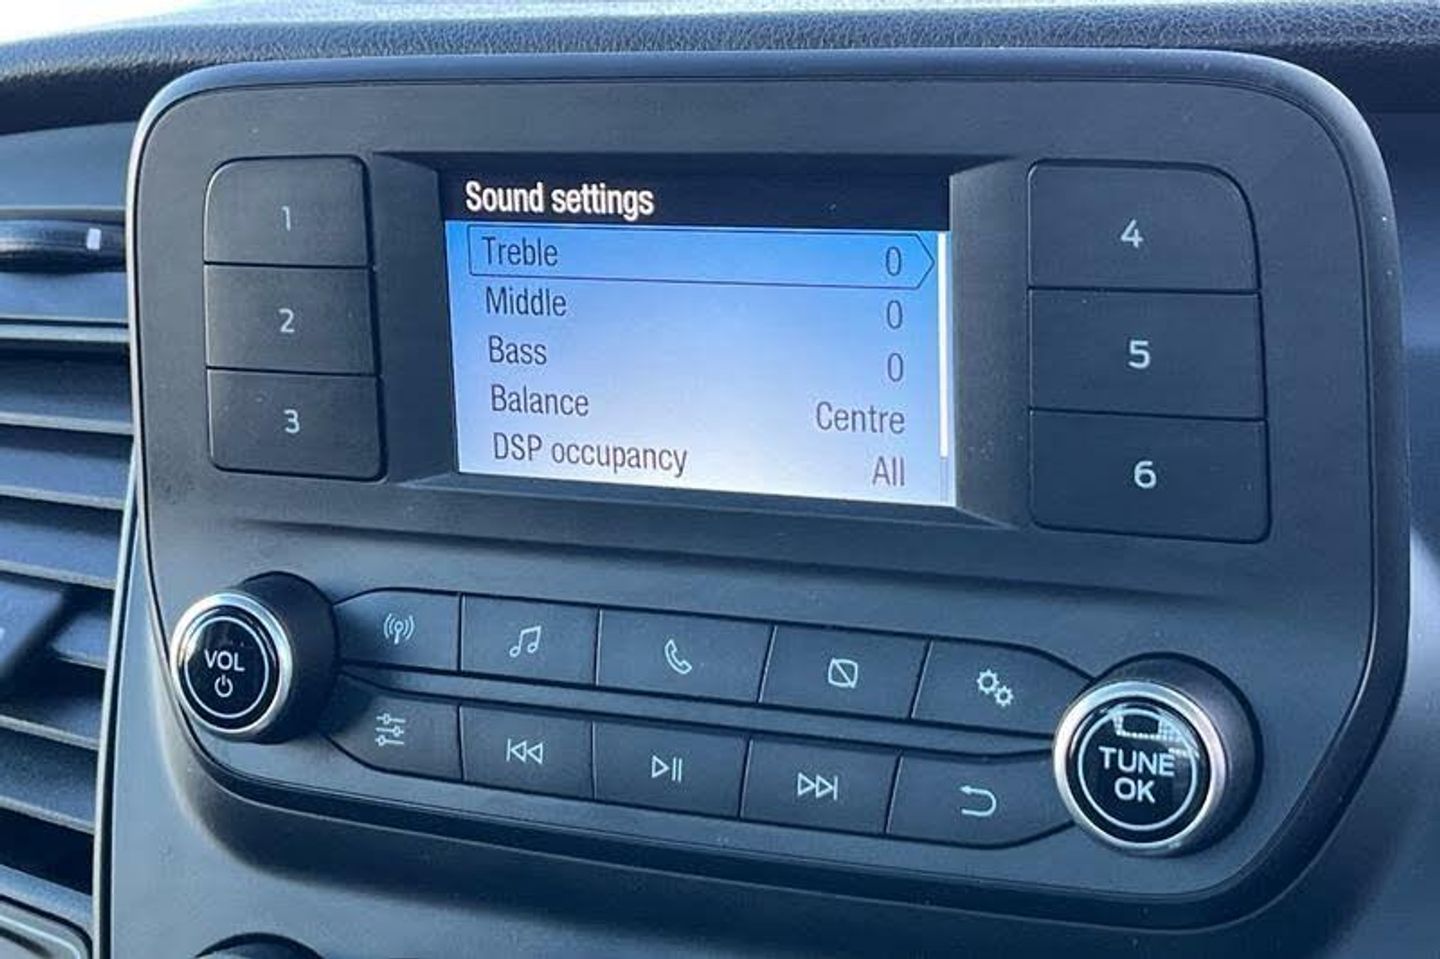 Sound settings
Treble 0
Middle 0
Bass 0
Balance Centre
DSP occupancy All
1
2
3
4
5
6
VOL
TUNE
OK